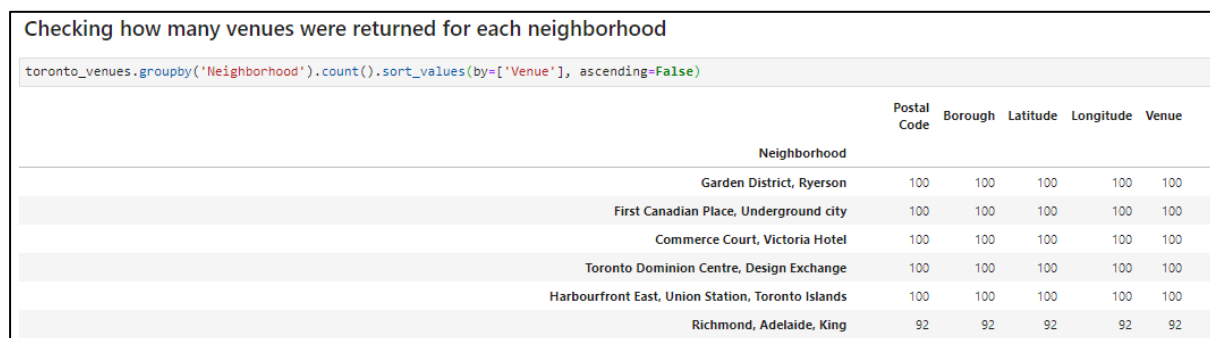 Checking how many venues were returned for each neighborhood
toronto_venues.groupby('Neighborhood').count().sort_values(by=['Venue'], ascending=False)
Postal Code Borough Latitude Longitude Venue
Neighborhood
Garden District, Ryerson 100 100 100 100 100
First Canadian Place, Underground city 100 100 100 100 100
Commerce Court, Victoria Hotel 100 100 100 100 100
Toronto Dominion Centre, Design Exchange 100 100 100 100 100
Harbourfront East, Union Station, Toronto Islands 100 100 100 100 100
Richmond, Adelaide, King 92 92 92 92 92